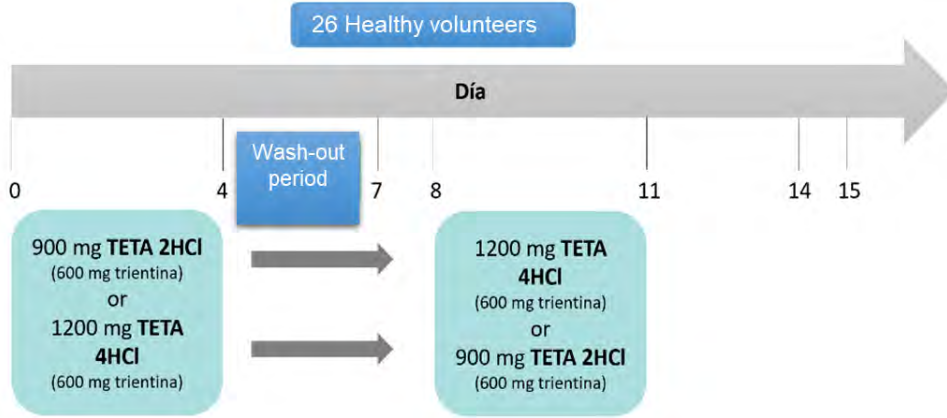 26 Healthy volunteers
Día
Wash-out
period
0
4
7
8
11
14
15
900 mg TETA 2HCl
(600 mg trientina)
or
1200 mg TETA
4HCl
(600 mg trientina)
1200 mg TETA
4HCl
(600 mg trientina)
or
900 mg TETA 2HCl
(600 mg trientina)